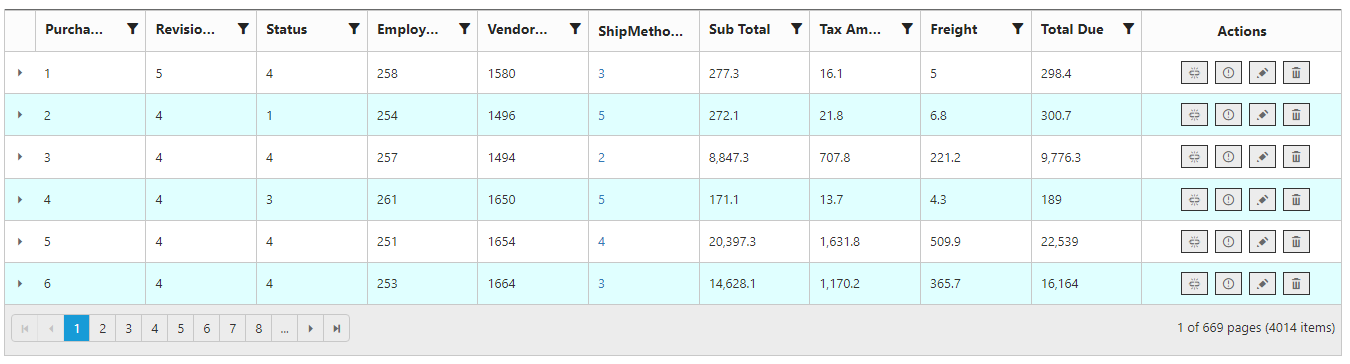 Purcha... Revisio... Status Employ... Vendor... ShipMetho... Sub Total Tax Am... Freight Total Due Actions
1 5 4 258 1580 3 277.3 16.1 5 298.4
2 4 1 254 1496 5 272.1 21.8 6.8 300.7
3 4 4 257 1494 2 8,847.3 707.8 221.2 9,776.3
4 4 3 261 1650 5 171.1 13.7 4.3 189
5 4 4 251 1654 4 20,397.3 1,631.8 509.9 22,539
6 4 4 253 1664 3 14,628.1 1,170.2 365.7 16,164
1 2 3 4 5 6 7 8 ... 1 of 669 pages (4014 items)